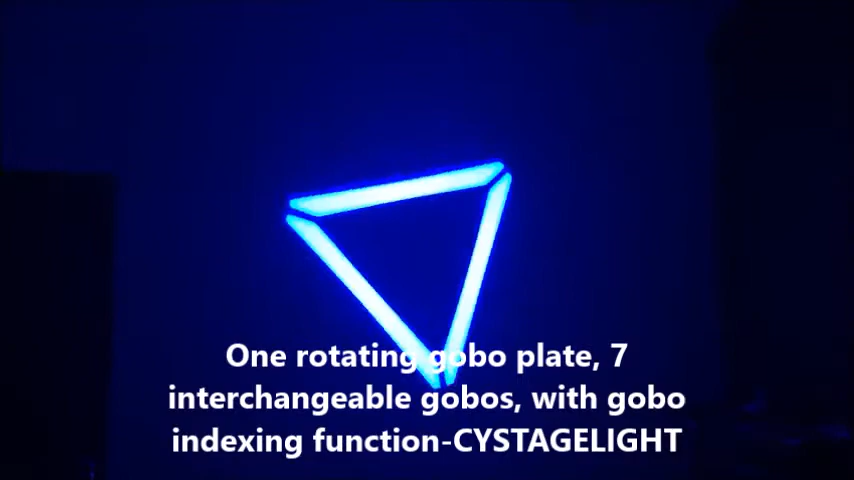 One rotating gobo plate, 7
interchangeable gobos, with gobo
indexing function-CYSTAGELIGHT